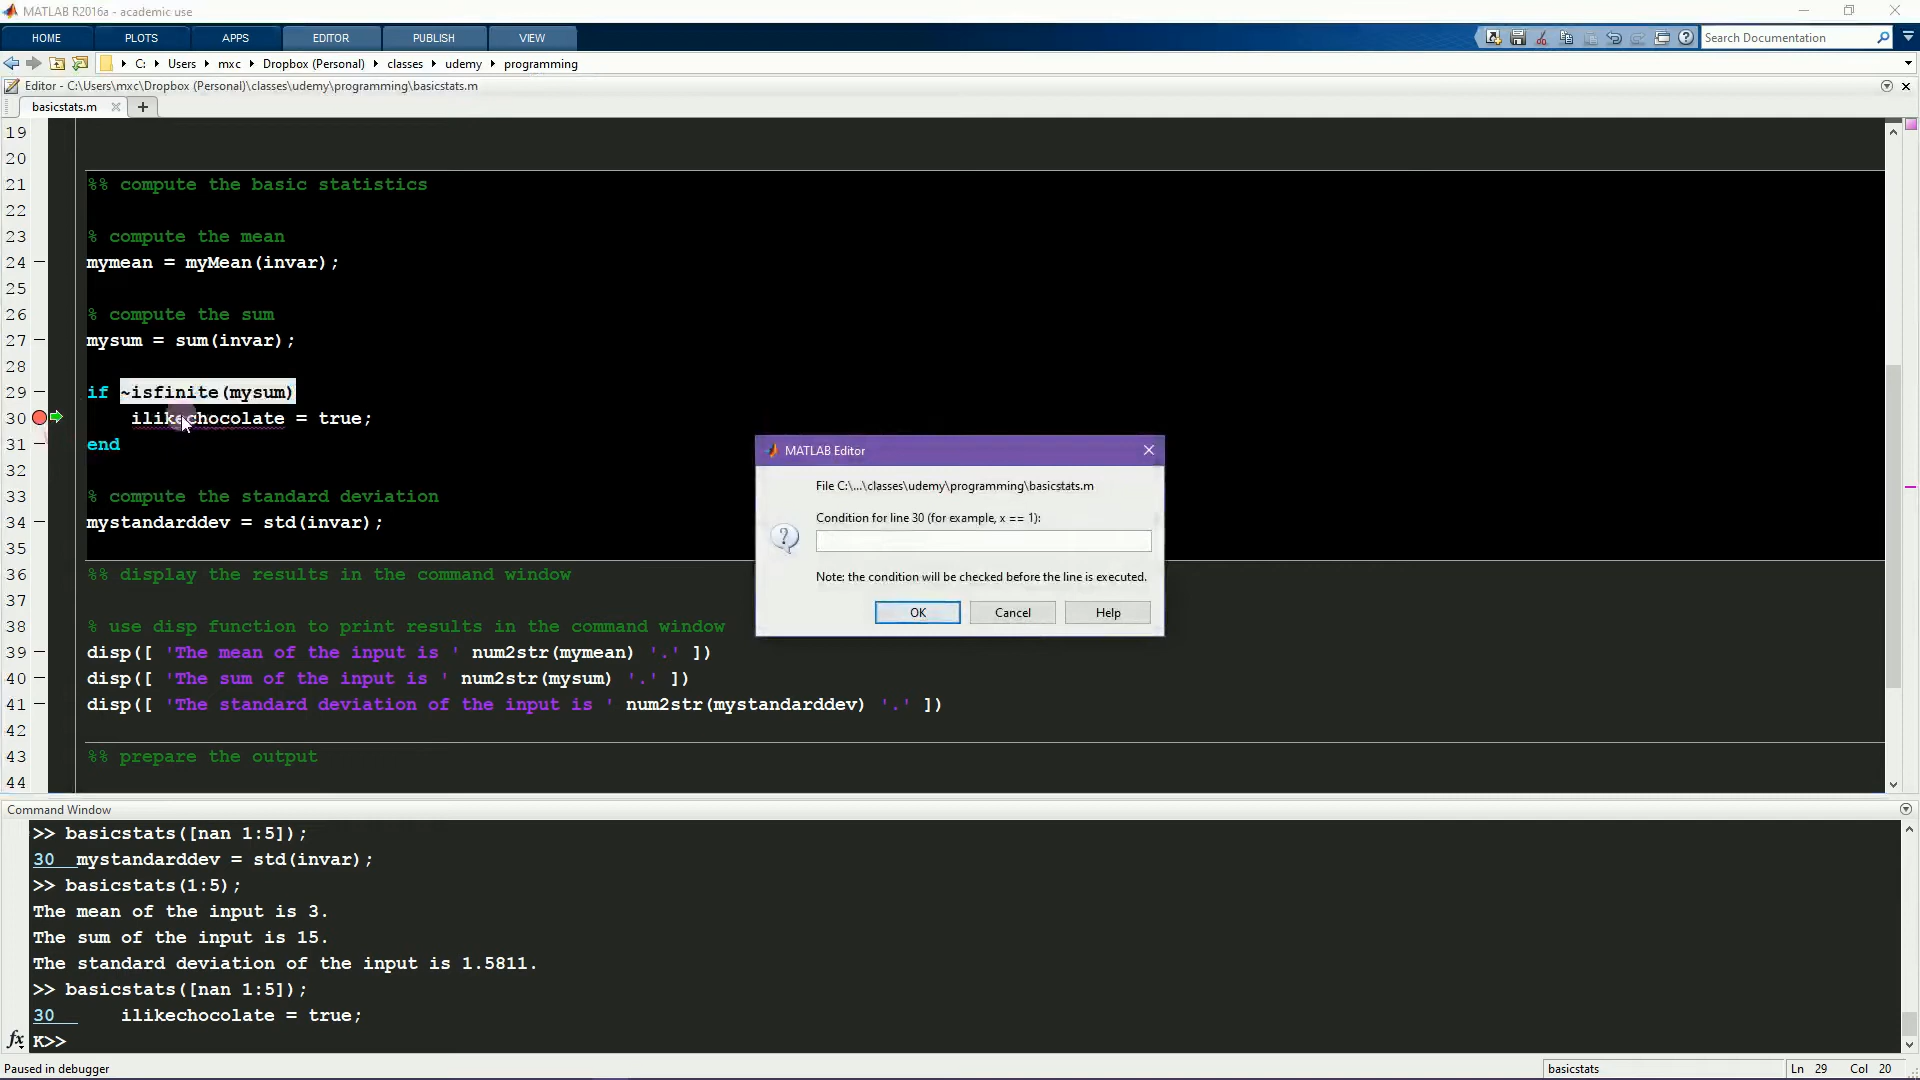 MATLAB R2016a - academic use
HOME PLOTS APPS EDITOR PUBLISH VIEW Search Documentation
C: Users mxc Dropbox (Personal) classes udemy programming
Editor - C:\Users\mxc\Dropbox (Personal)\classes\udemy\programming\basicstats.m
basicstats.m
19
20
21 %% compute the basic statistics
22
23 % compute the mean
24 mymean = myMean(invar);
25
26 % compute the sum
27 mysum = sum(invar);
28
29 if ~isfinite(mysum)
30 ilikechocolate = true;
31 end
32
33 % compute the standard deviation
34 mystandarddev = std(invar);
35
36 %% display the results in the command window
37
38 % use disp function to print results in the command window
39 disp([ 'The mean of the input is ' num2str(mymean) '.' ])
40 disp([ 'The sum of the input is ' num2str(mysum) '.' ])
41 disp([ 'The standard deviation of the input is ' num2str(mystandarddev) '.' ])
42
43 %% prepare the output
44
MATLAB Editor
File C:\...\classes\udemy\programming\basicstats.m
Condition for line 30 (for example, x == 1):
Note: the condition will be checked before the line is executed.
OK Cancel Help
Command Window
>> basicstats([nan 1:5]);
30 mystandarddev = std(invar);
>> basicstats(1:5);
The mean of the input is 3.
The sum of the input is 15.
The standard deviation of the input is 1.5811.
>> basicstats([nan 1:5]);
30 ilikechocolate = true;
fx K>>
Paused in debugger basicstats Ln 29 Col 20